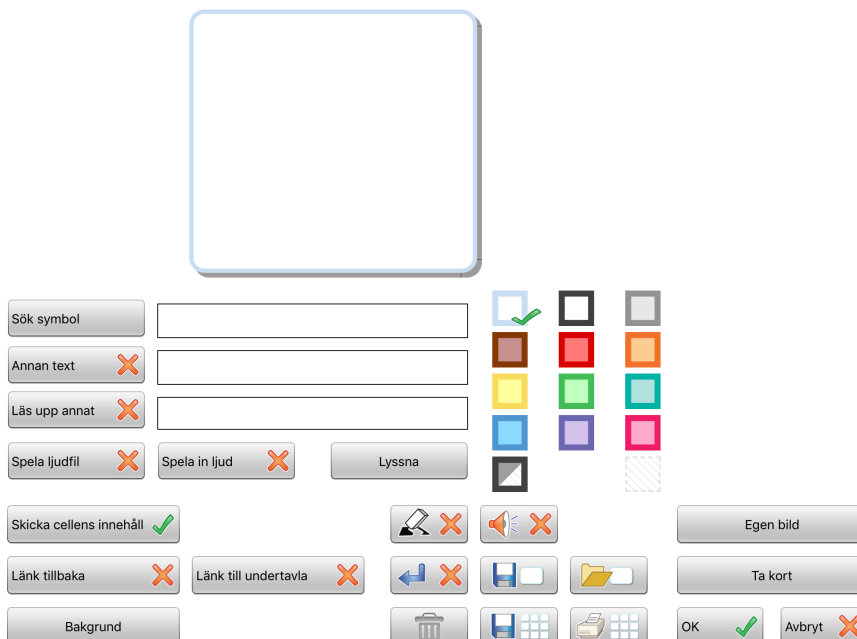 Sök symbol
Annan text
Läs upp annat
Spela ljudfil
Spela in ljud
Lyssna
Skicka cellens innehåll
Egen bild
Länk tillbaka
Länk till undertavla
Ta kort
Bakgrund
OK
Avbryt